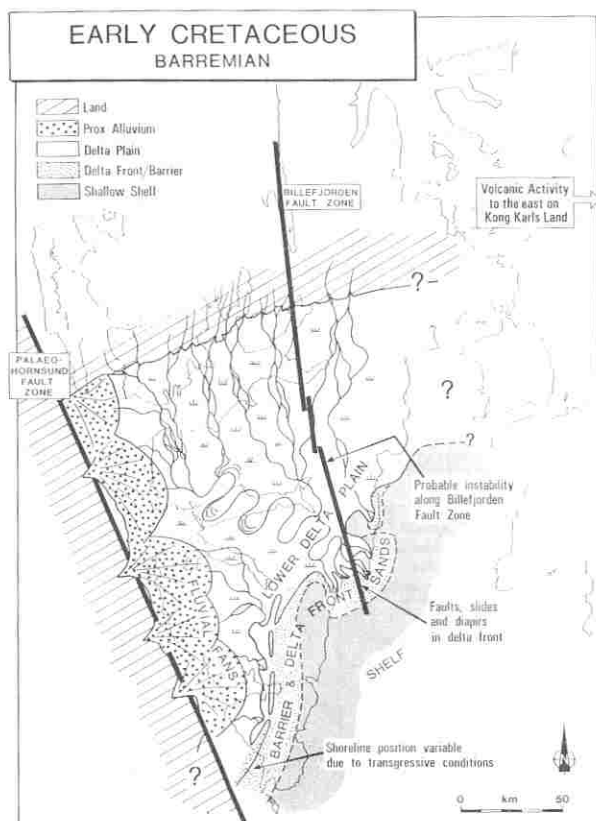 EARLY CRETACEOUS
BARREMIAN
Land
Prox Alluvium
Delta Plain
Delta Front/Barrier
Shallow Shell
BILLEFJORDEN
FAULT ZONE
Volcanic Activity
to the east on
Kong Karls Land
?
PALAEO-
HORNSUND
FAULT
ZONE
?
?
Probable instability
along Billefjorden
Fault Zone
LOWER DELTA PLAIN
FLUVIAL FANS
BARRIER & DELTA FRONT SANDS
Faults, slides
and diapirs
in delta front
SHELF
Shoreline position variable
due to transgressive conditions
?
N
0 km 50